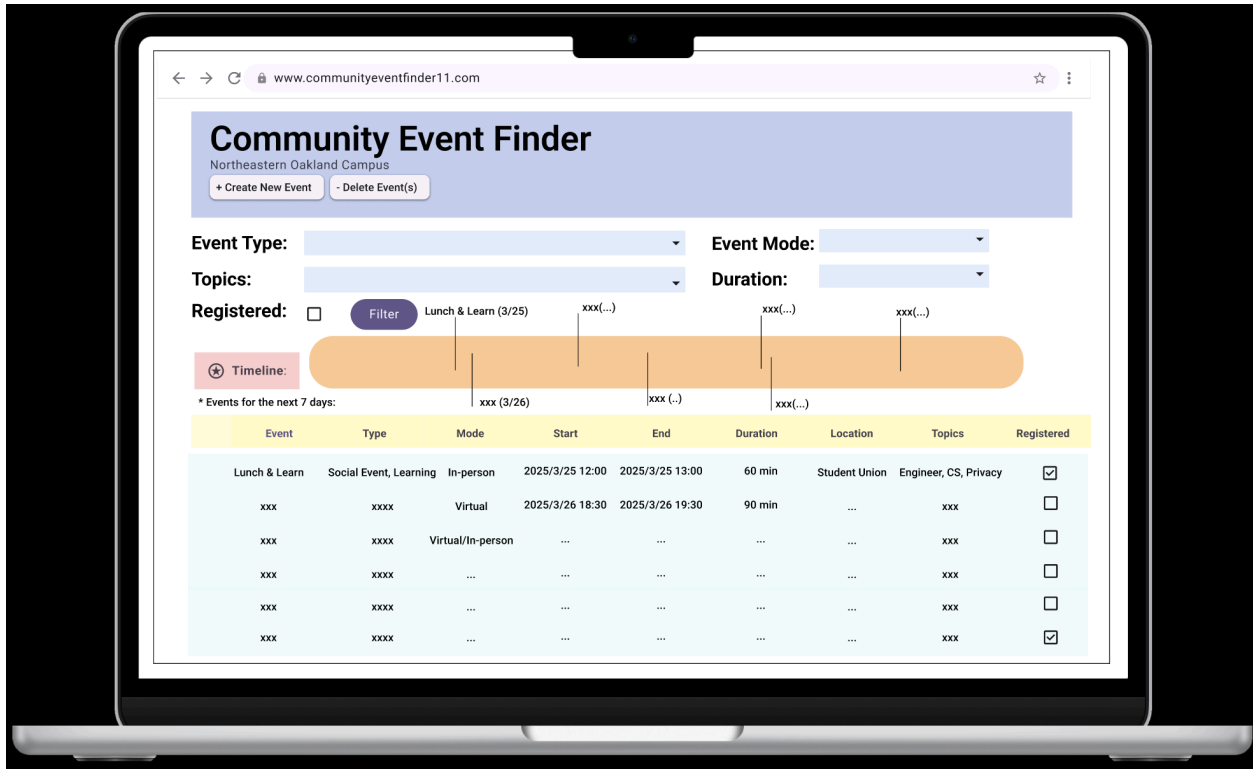 www.communityeventfinder11.com
Community Event Finder
Northeastern Oakland Campus
+ Create New Event - Delete Event(s)
Event Type: Event Mode:
Topics: Duration:
Registered: Filter Lunch & Learn (3/25) xxx(...) xxx(...) xxx(...)
Timeline:
* Events for the next 7 days: xxx (3/26) xxx (..) xxx(...)
Event Type Mode Start End Duration Location Topics Registered
Lunch & Learn Social Event, Learning In-person 2025/3/25 12:00 2025/3/25 13:00 60 min Student Union Engineer, CS, Privacy
xxx xxxx Virtual 2025/3/26 18:30 2025/3/26 19:30 90 min ... xxx
xxx xxxx Virtual/In-person ... ... ... ... xxx
xxx xxxx ... ... ... ... ... xxx
xxx xxxx ... ... ... ... ... xxx
xxx xxxx ... ... ... ... ... xxx